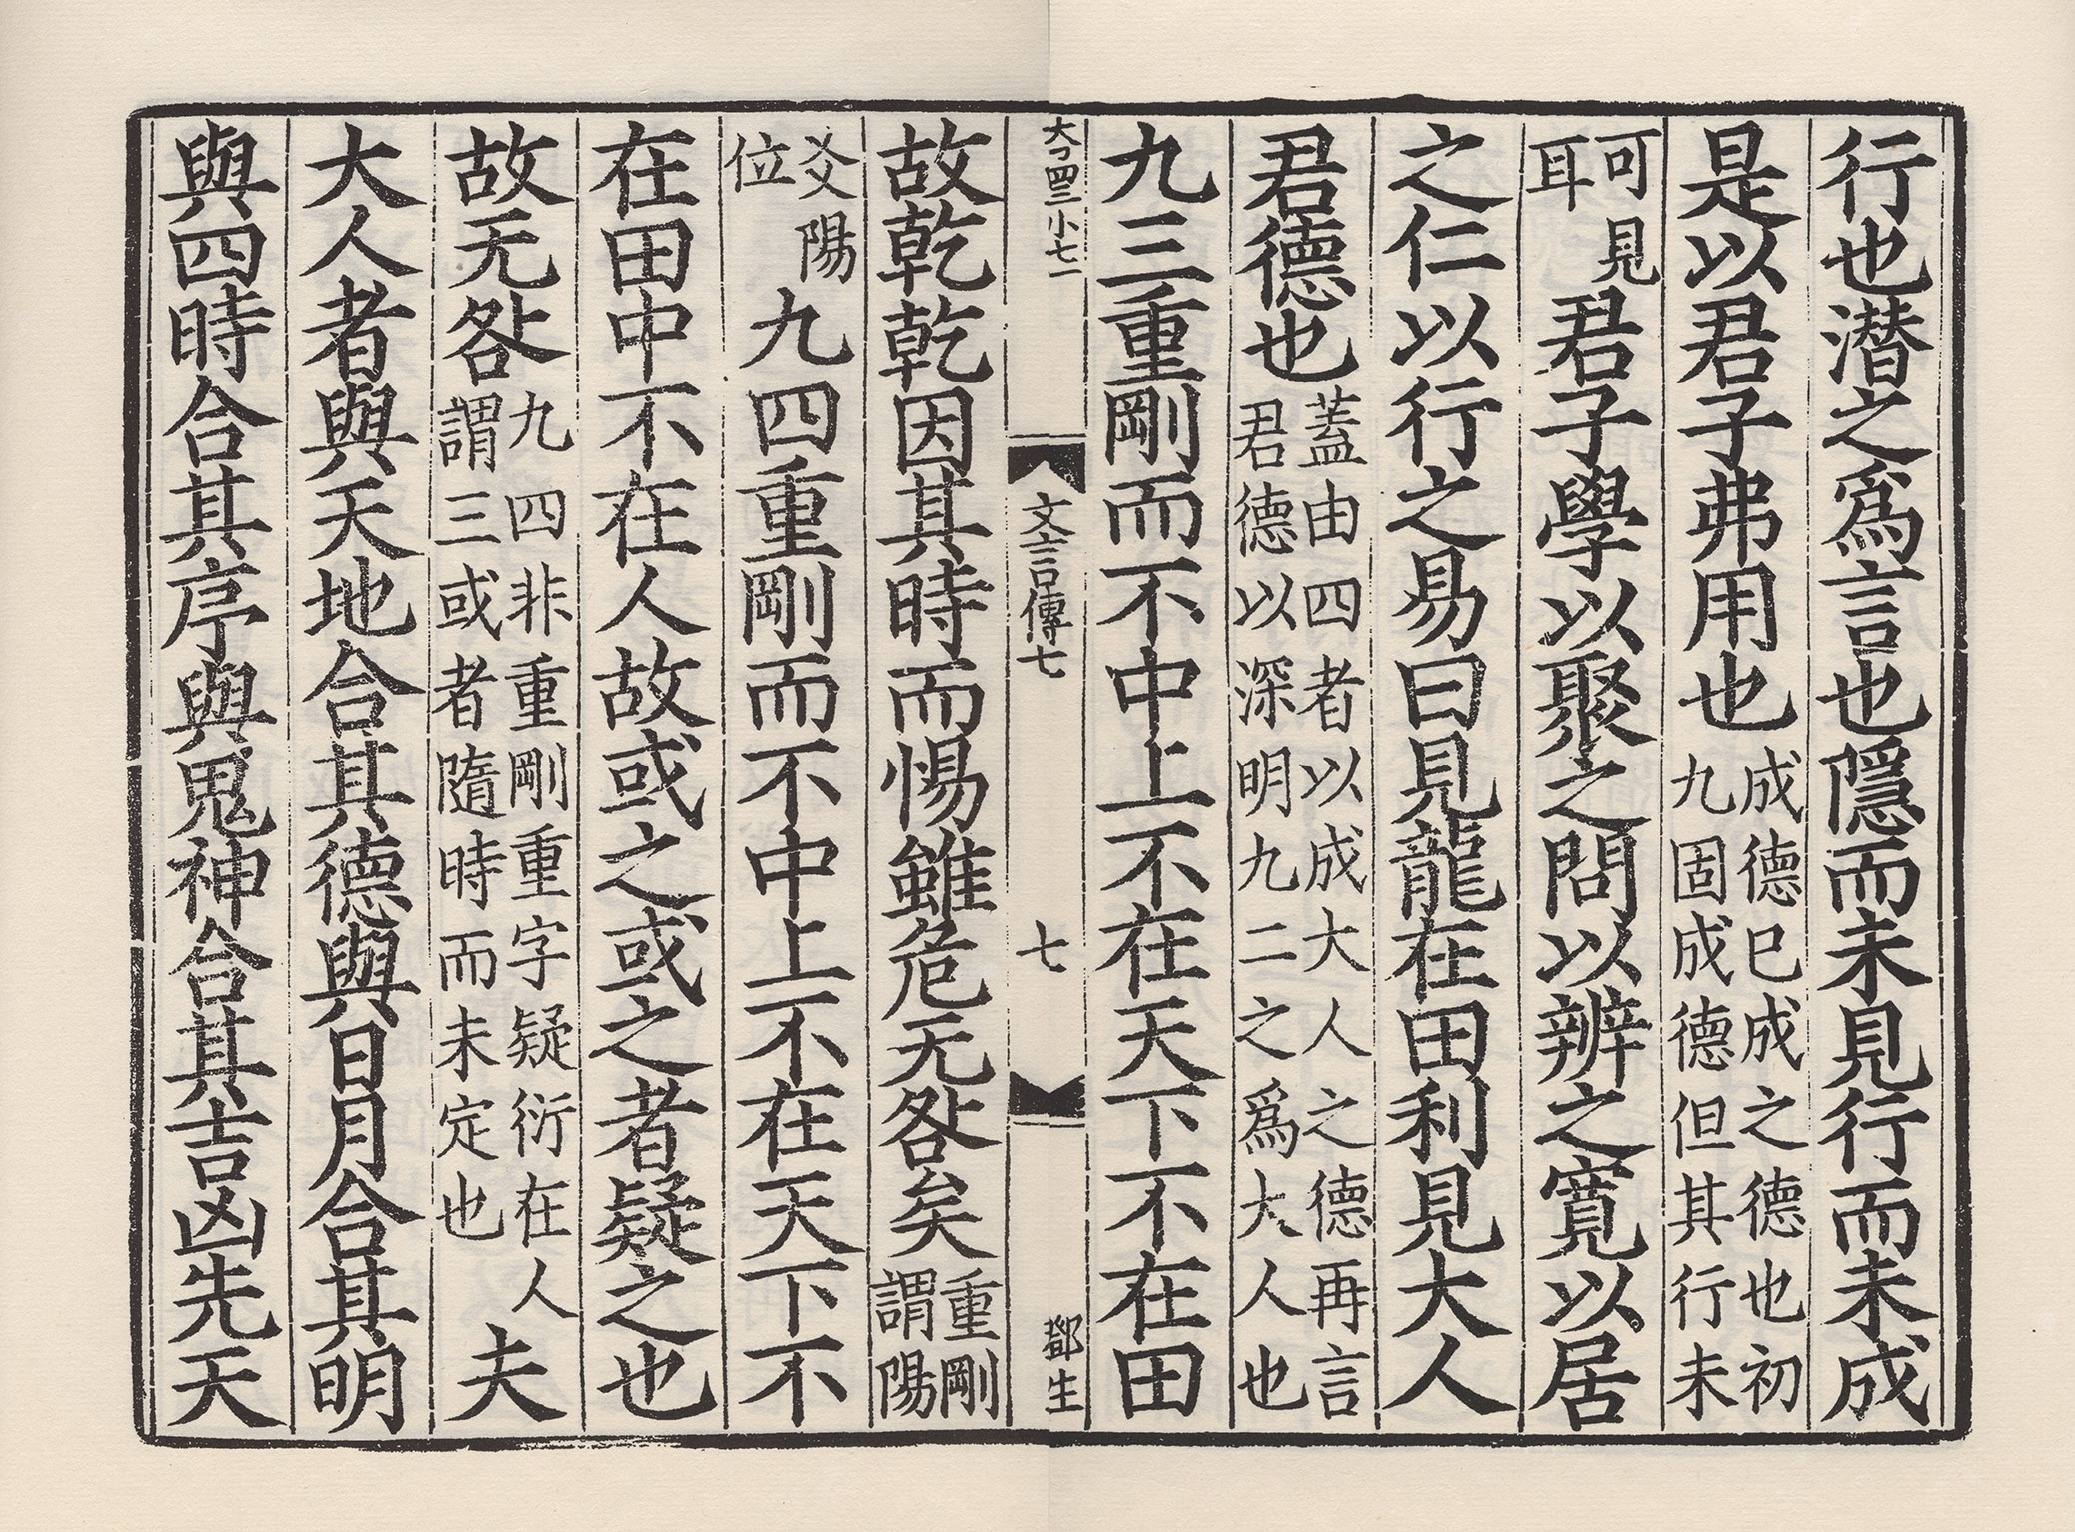 行也潛之爲言也隱而未見行而未成
是以君子弗用也成德已成之德也初九固成德但其行未
可見耳君子學以聚之問以辨之寬以居
之仁以行之易曰見龍在田利見大人
君德也蓋由四者以成大人之德再言君德以深明九二之爲大人也
九三重剛而不中上不在天下不在田
大丁四三小七一
文言傳七
七
鄧生
故乾乾因其時而惕雖危无咎矣重剛謂陽
爻陽位九四重剛而不中上不在天下不
在田中不在人故或之或之者疑之也
故无咎九四非重剛重字疑衍在人謂三或者隨時而未定也夫
大人者與天地合其德與日月合其明
與四時合其序與鬼神合其吉凶先天